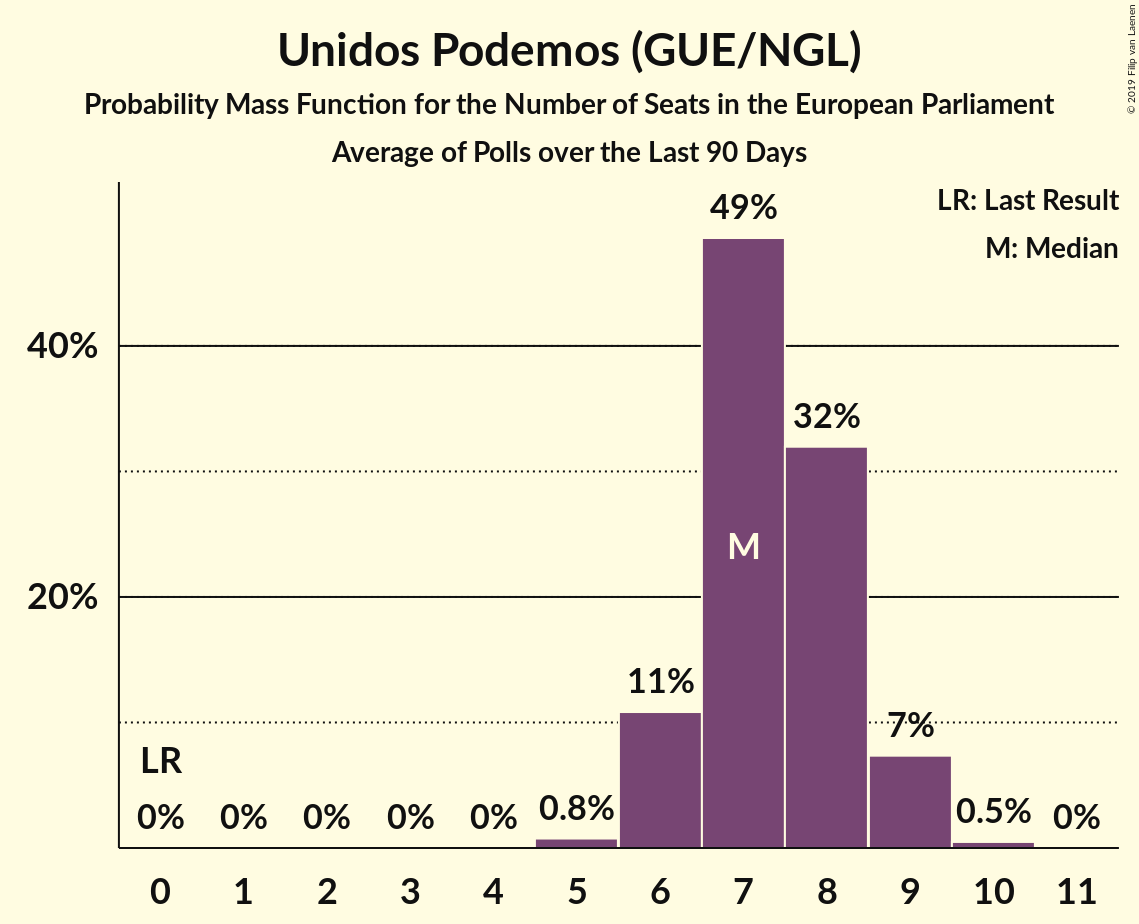 Unidos Podemos (GUE/NGL)
Probability Mass Function for the Number of Seats in the European Parliament
Average of Polls over the Last 90 Days
© 2019 Filip van Laenen
LR: Last Result
M: Median
49%
40%
32%
M
20%
11%
7%
LR
0% 0% 0% 0% 0% 0.8% 0.5% 0%
0 1 2 3 4 5 6 7 8 9 10 11